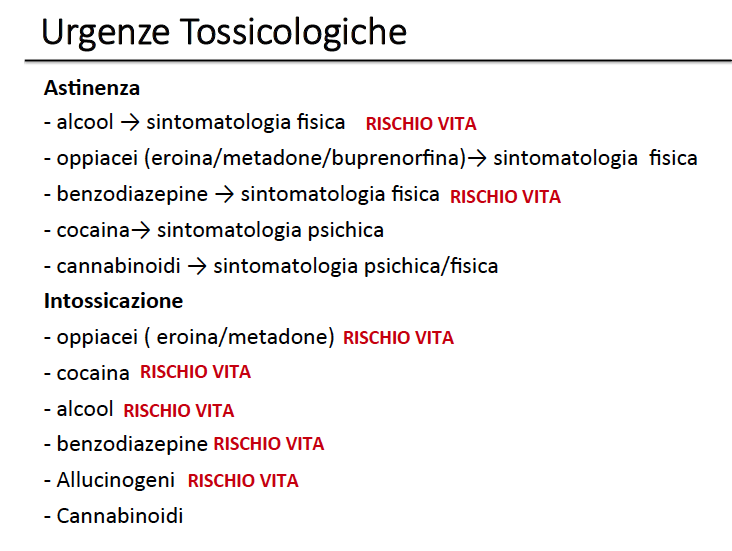 Urgenze Tossicologiche
Astinenza
- alcool → sintomatologia fisica RISCHIO VITA
- oppiacei (eroina/metadone/buprenorfina)→ sintomatologia fisica
- benzodiazepine → sintomatologia fisica RISCHIO VITA
- cocaina→ sintomatologia psichica
- cannabinoidi → sintomatologia psichica/fisica
Intossicazione
- oppiacei ( eroina/metadone) RISCHIO VITA
- cocaina RISCHIO VITA
- alcool RISCHIO VITA
- benzodiazepine RISCHIO VITA
- Allucinogeni RISCHIO VITA
- Cannabinoidi